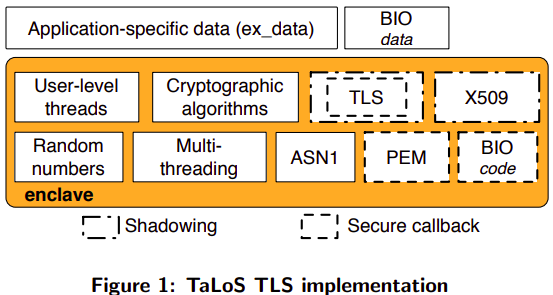 Application-specific data (ex_data)
BIO
data
User-level
threads
Cryptographic
algorithms
TLS
X509
Random
numbers
Multi-
threading
ASN1
PEM
BIO
code
enclave
Shadowing
Secure callback
Figure 1: TaLoS TLS implementation